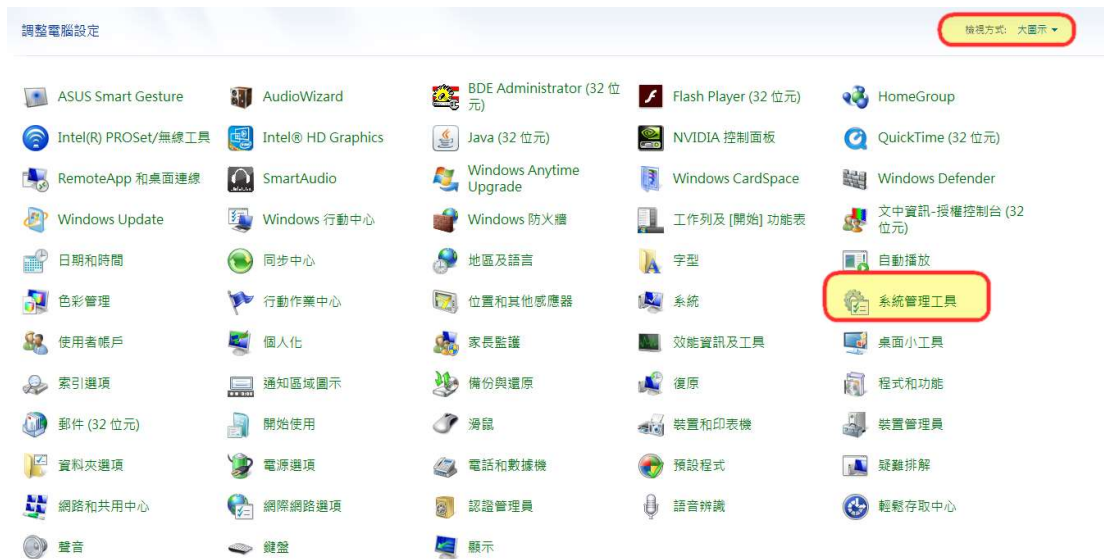 調整電腦設定
檢視方式: 大圖示
ASUS Smart Gesture
AudioWizard
BDE Administrator (32 位
元)
Flash Player (32 位元)
HomeGroup
Intel(R) PROSet/無線工具
Intel® HD Graphics
Java (32 位元)
NVIDIA 控制面板
QuickTime (32 位元)
RemoteApp 和桌面連線
SmartAudio
Windows Anytime
Upgrade
Windows CardSpace
Windows Defender
Windows Update
Windows 行動中心
Windows 防火牆
工作列及 [開始] 功能表
文中資訊-授權控制台 (32
位元)
日期和時間
同步中心
地區及語言
字型
自動播放
色彩管理
行動作業中心
位置和其他感應器
系統
系統管理工具
使用者帳戶
個人化
家長監護
效能資訊及工具
桌面小工具
索引選項
通知區域圖示
備份與還原
復原
程式和功能
郵件 (32 位元)
開始使用
滑鼠
裝置和印表機
裝置管理員
資料夾選項
電源選項
電話和數據機
預設程式
疑難排解
網路和共用中心
網際網路選項
認證管理員
語音辨識
輕鬆存取中心
聲音
鍵盤
顯示